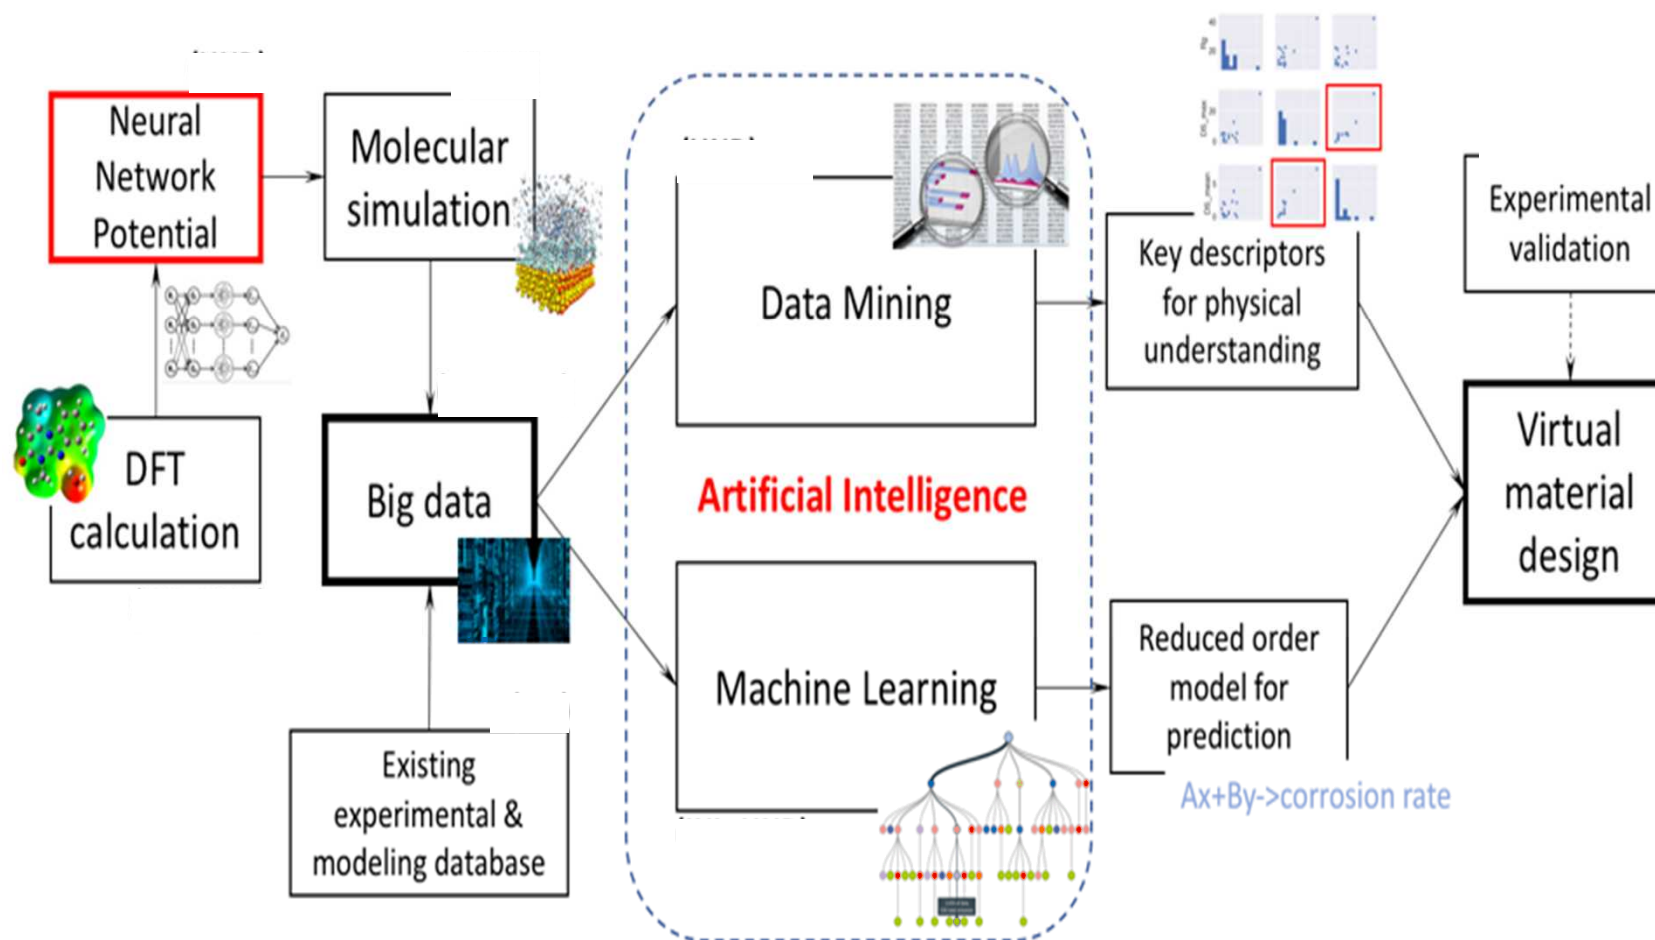 Neural
Network
Potential
Molecular
simulation
DFT
calculation
Big data
Existing
experimental &
modeling database
Data Mining
Artificial Intelligence
Machine Learning
Key descriptors
for physical
understanding
Reduced order
model for
prediction
Ax+By->corrosion rate
Experimental
validation
Virtual
material
design